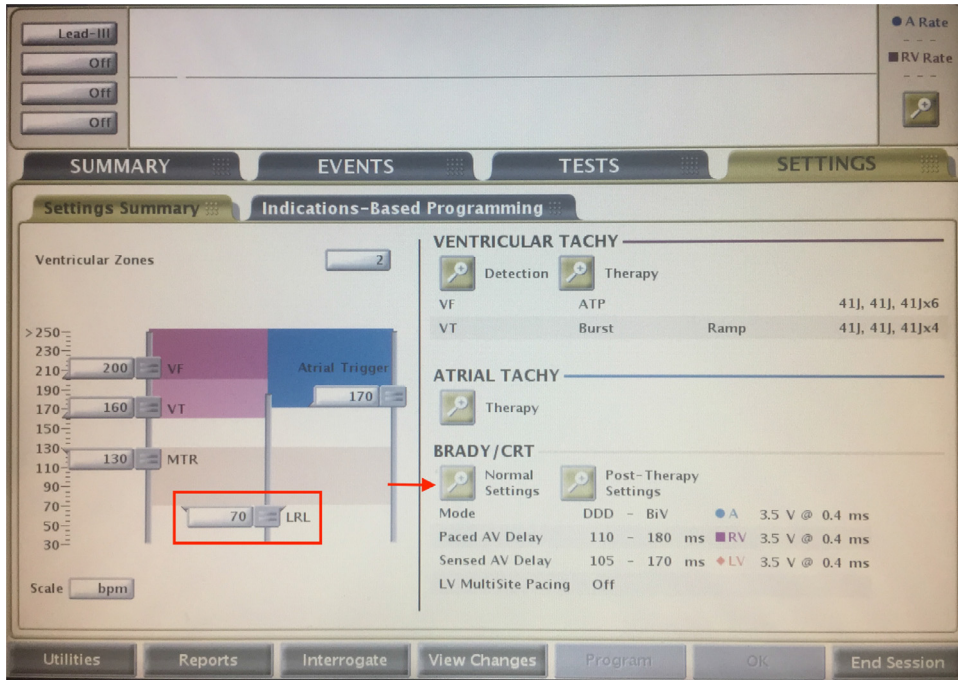 Lead-III
Off
Off
Off
A Rate
- - -
RV Rate
- - -
SUMMARY EVENTS TESTS SETTINGS
Settings Summary Indications-Based Programming
Ventricular Zones 2
>250
230
210
190
170
150
130
110
90
70
50
30
200 VF
160 VT
130 MTR
Atrial Trigger
170
70 LRL
Scale bpm
VENTRICULAR TACHY
Detection Therapy
VF ATP 41J, 41J, 41Jx6
VT Burst Ramp 41J, 41J, 41Jx4
ATRIAL TACHY
Therapy
BRADY/CRT
Normal Settings
Post-Therapy Settings
Mode DDD - BiV A 3.5 V @ 0.4 ms
Paced AV Delay 110 - 180 ms RV 3.5 V @ 0.4 ms
Sensed AV Delay 105 - 170 ms LV 3.5 V @ 0.4 ms
LV MultiSite Pacing Off
Utilities Reports Interrogate View Changes Program OK End Session